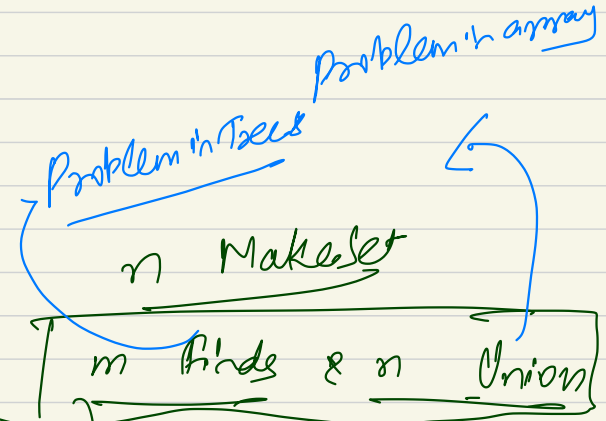 Problem in array
Problem in Trees
n MakeSet
m Finds & n Union